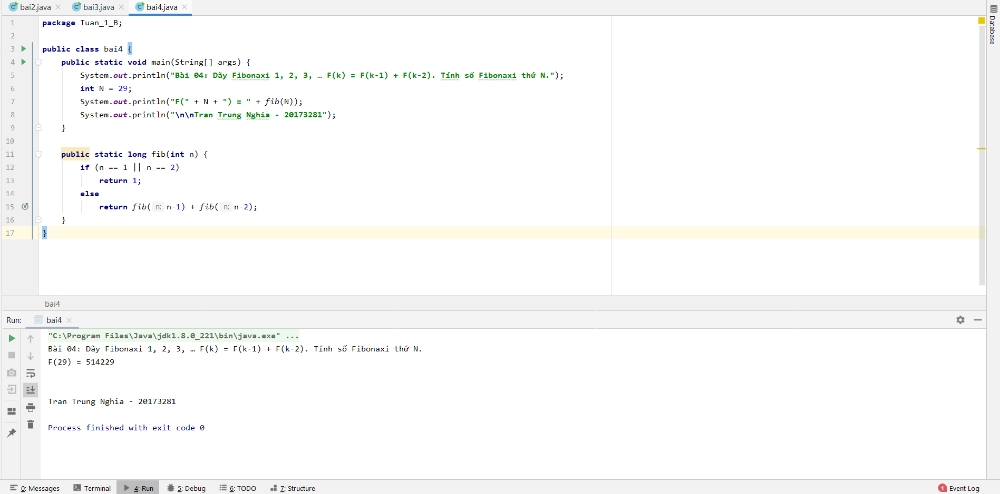 bai2.java
bai3.java
bai4.java
Database
1 package Tuan_1_B;
2
3 public class bai4 {
4 public static void main(String[] args) {
5 System.out.println("Bài 04: Dãy Fibonaxi 1, 2, 3, … F(k) = F(k-1) + F(k-2). Tính số Fibonaxi thứ N.");
6 int N = 29;
7 System.out.println("F(" + N + ") = " + fib(N));
8 System.out.println("\n\nTran Trung Nghia - 20173281");
9 }
10
11 public static long fib(int n) {
12 if (n == 1 || n == 2)
13 return 1;
14 else
15 return fib( n: n-1) + fib( n: n-2);
16 }
17 }
bai4
Run: bai4
"C:\Program Files\Java\jdk1.8.0_221\bin\java.exe" ...
Bài 04: Dãy Fibonaxi 1, 2, 3, … F(k) = F(k-1) + F(k-2). Tính số Fibonaxi thứ N.
F(29) = 514229
Tran Trung Nghia - 20173281
Process finished with exit code 0
0: Messages Terminal 4: Run 5: Debug 6: TODO 7: Structure 1 Event Log